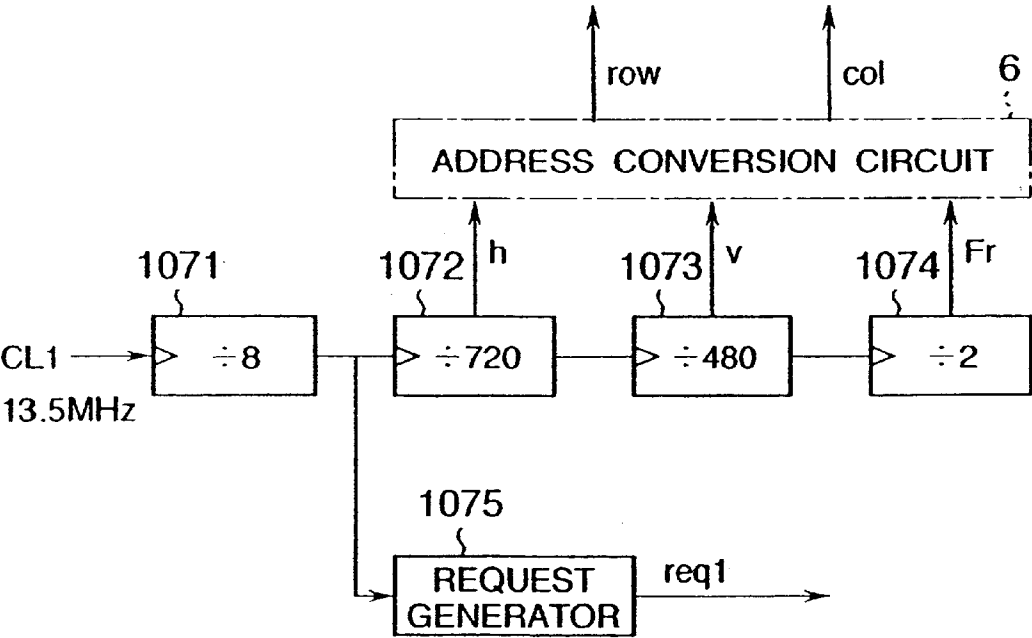 row
col
6
ADDRESS CONVERSION CIRCUIT
h
v
Fr
1071
1072
1073
1074
CL1
÷8
÷720
÷480
÷2
13.5MHz
1075
REQUEST
GENERATOR
req1